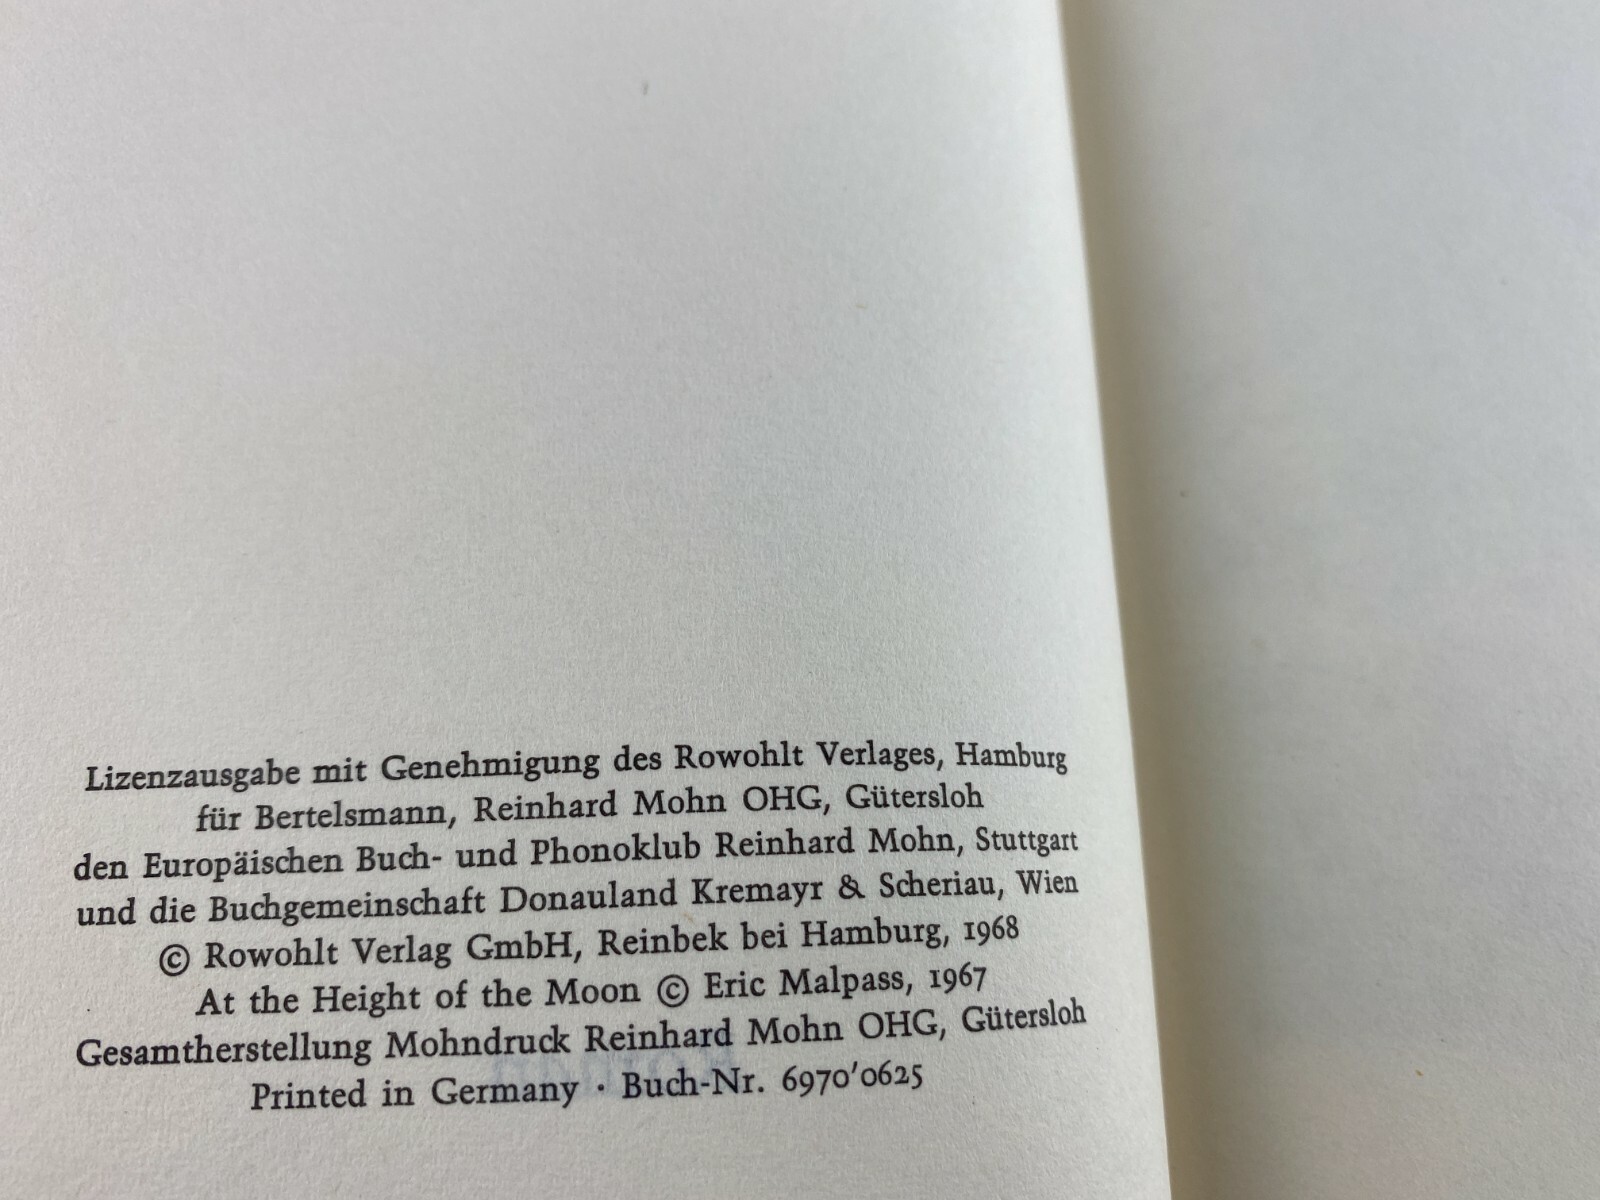 Lizenzausgabe mit Genehmigung des Rowohlt Verlages, Hamburg
für Bertelsmann, Reinhard Mohn OHG, Gütersloh
den Europäischen Buch- und Phonoklub Reinhard Mohn, Stuttgart
und die Buchgemeinschaft Donauland Kremayr & Scheriau, Wien
© Rowohlt Verlag GmbH, Reinbek bei Hamburg, 1968
At the Height of the Moon © Eric Malpass, 1967
Gesamtherstellung Mohndruck Reinhard Mohn OHG, Gütersloh
Printed in Germany · Buch-Nr. 6970'0625